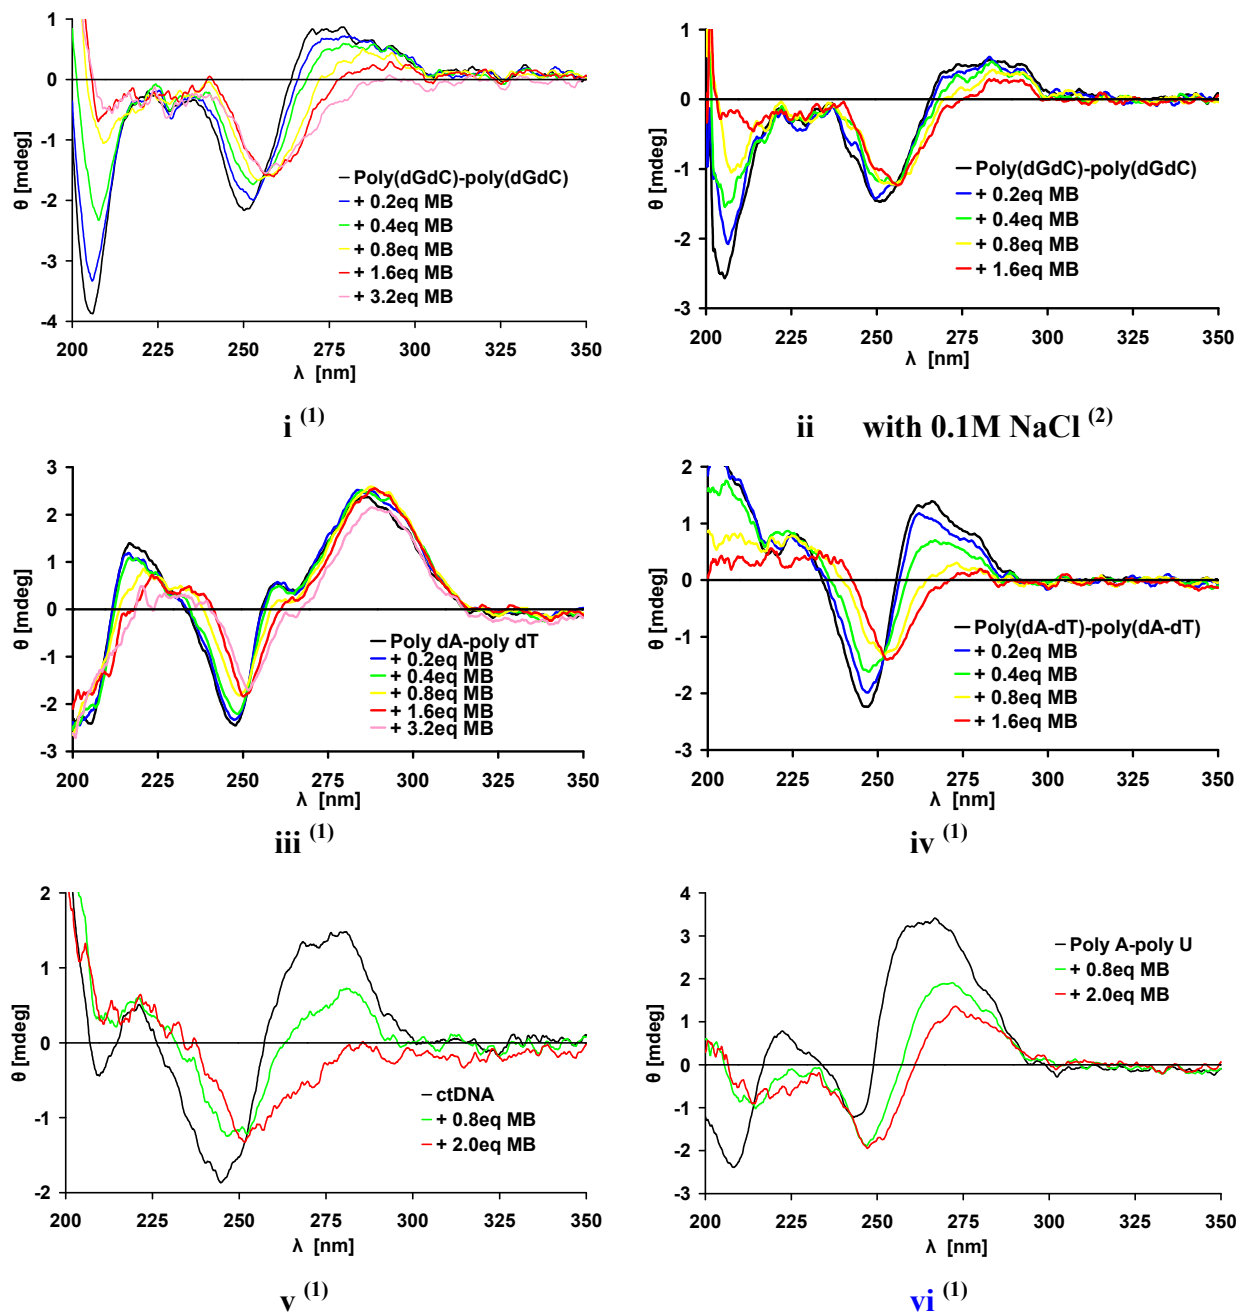 1
0
-1
-2
-3
-4
θ [mdeg]
200 225 250 275 300 325 350
λ [nm]
Poly(dGdC)-poly(dGdC)
+ 0.2eq MB
+ 0.4eq MB
+ 0.8eq MB
+ 1.6eq MB
+ 3.2eq MB
i (1)
1
0
-1
-2
-3
θ [mdeg]
200 225 250 275 300 325 350
λ [nm]
Poly(dGdC)-poly(dGdC)
+ 0.2eq MB
+ 0.4eq MB
+ 0.8eq MB
+ 1.6eq MB
ii with 0.1M NaCl (2)
3
2
1
0
-1
-2
-3
θ [mdeg]
200 225 250 275 300 325 350
λ [nm]
Poly dA-poly dT
+ 0.2eq MB
+ 0.4eq MB
+ 0.8eq MB
+ 1.6eq MB
+ 3.2eq MB
iii (1)
2
1
0
-1
-2
-3
θ [mdeg]
200 225 250 275 300 325 350
λ [nm]
Poly(dA-dT)-poly(dA-dT)
+ 0.2eq MB
+ 0.4eq MB
+ 0.8eq MB
+ 1.6eq MB
iv (1)
2
1
0
-1
-2
θ [mdeg]
200 225 250 275 300 325 350
λ [nm]
ctDNA
+ 0.8eq MB
+ 2.0eq MB
v (1)
4
3
2
1
0
-1
-2
-3
θ [mdeg]
200 225 250 275 300 325 350
λ [nm]
Poly A-poly U
+ 0.8eq MB
+ 2.0eq MB
vi (1)